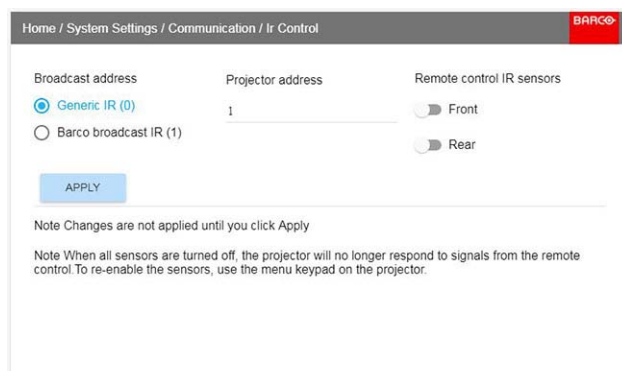 Home / System Settings / Communication / Ir Control
BARCO
Broadcast address
Generic IR (0)
Barco broadcast IR (1)
Projector address
1
Remote control IR sensors
Front
Rear
APPLY
Note Changes are not applied until you click Apply
Note When all sensors are turned off, the projector will no longer respond to signals from the remote
control.To re-enable the sensors, use the menu keypad on the projector.